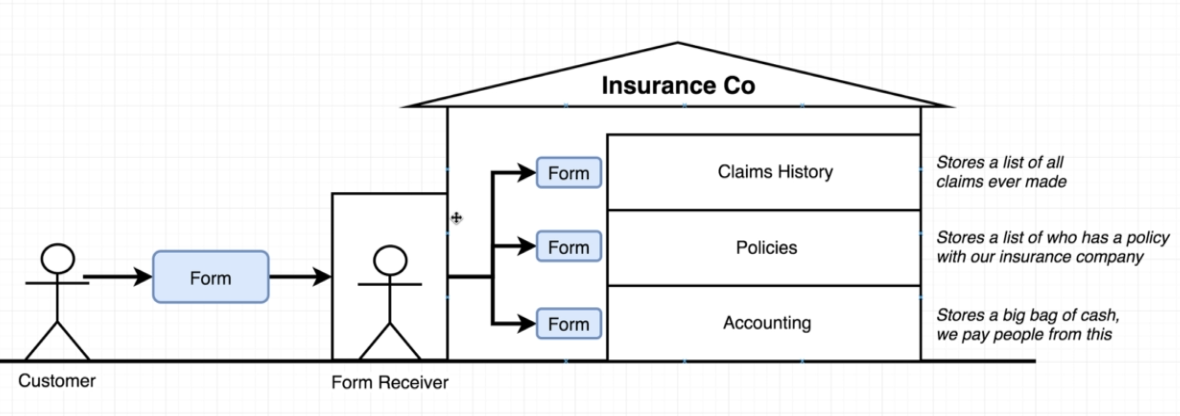 Insurance Co
Form
Claims History
Stores a list of all
claims ever made
Form
Policies
Stores a list of who has a policy
with our insurance company
Form
Form
Accounting
Stores a big bag of cash,
we pay people from this
Customer
Form Receiver